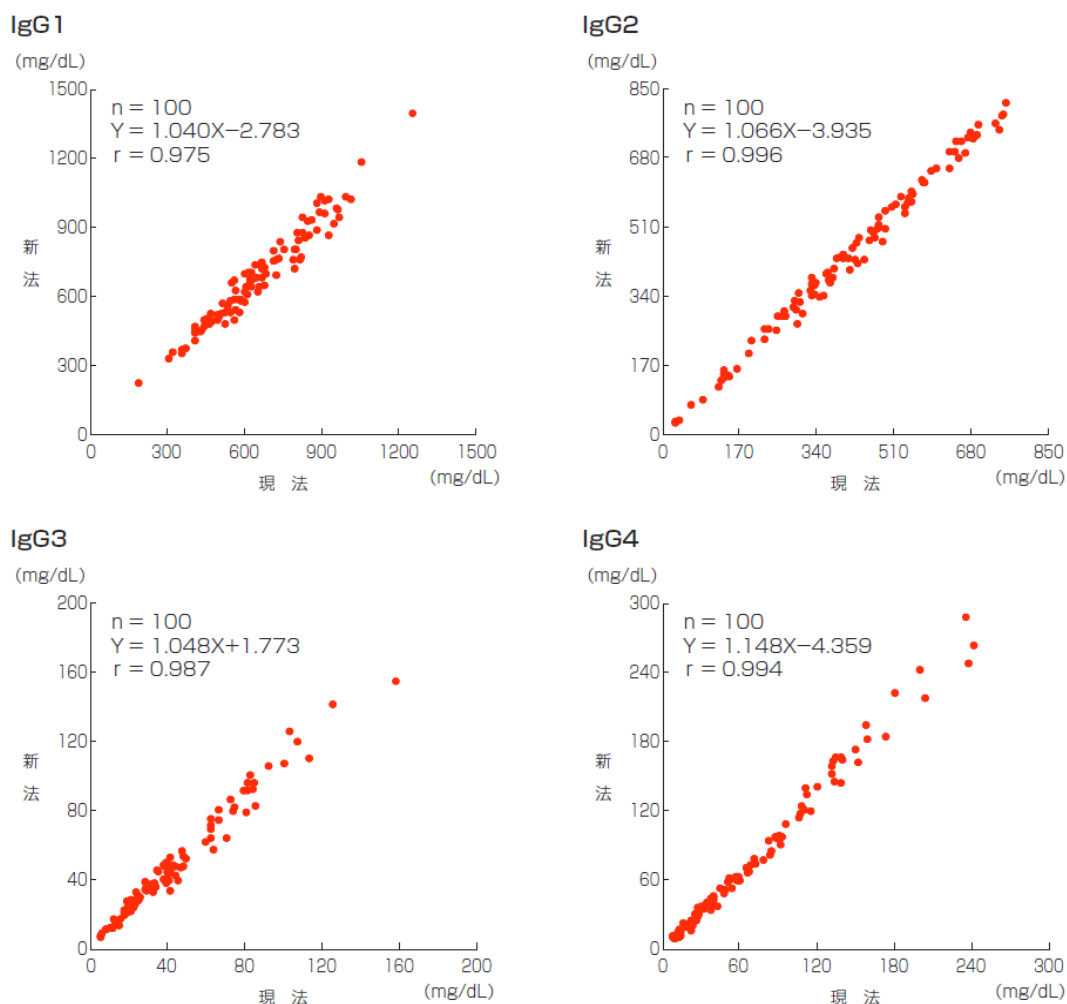 IgG1
(mg/dL)
1500
1200
900
600
300
0
n = 100
Y = 1.040X−2.783
r = 0.975
新
法
0 300 600 900 1200 1500
現 法 (mg/dL)
IgG2
(mg/dL)
850
680
510
340
170
0
n = 100
Y = 1.066X−3.935
r = 0.996
新
法
0 170 340 510 680 850
現 法 (mg/dL)
IgG3
(mg/dL)
200
160
120
80
40
0
n = 100
Y = 1.048X+1.773
r = 0.987
新
法
0 40 80 120 160 200
現 法 (mg/dL)
IgG4
(mg/dL)
300
240
180
120
60
0
n = 100
Y = 1.148X−4.359
r = 0.994
新
法
0 60 120 180 240 300
現 法 (mg/dL)